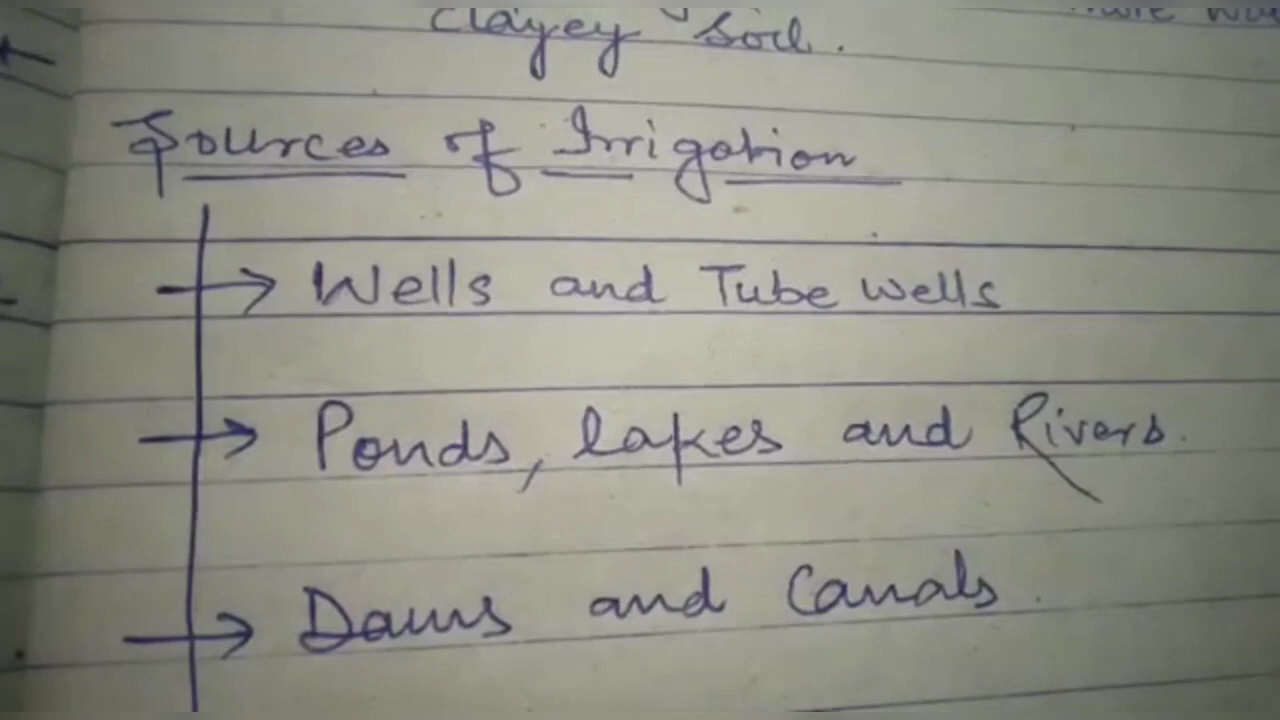 Clayey Soil.
Sources of Irrigation
→ Wells and Tube wells
→ Ponds, lakes and Rivers.
→ Dams and Canals.